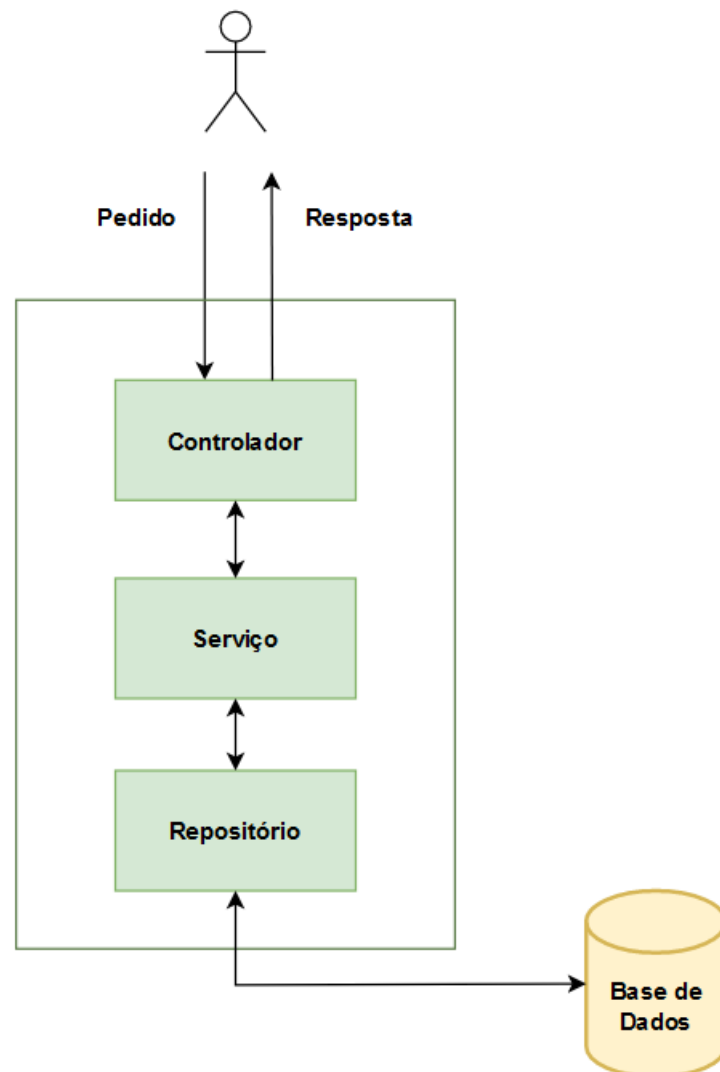 Pedido
Resposta
Controlador
Serviço
Repositório
Base de
Dados